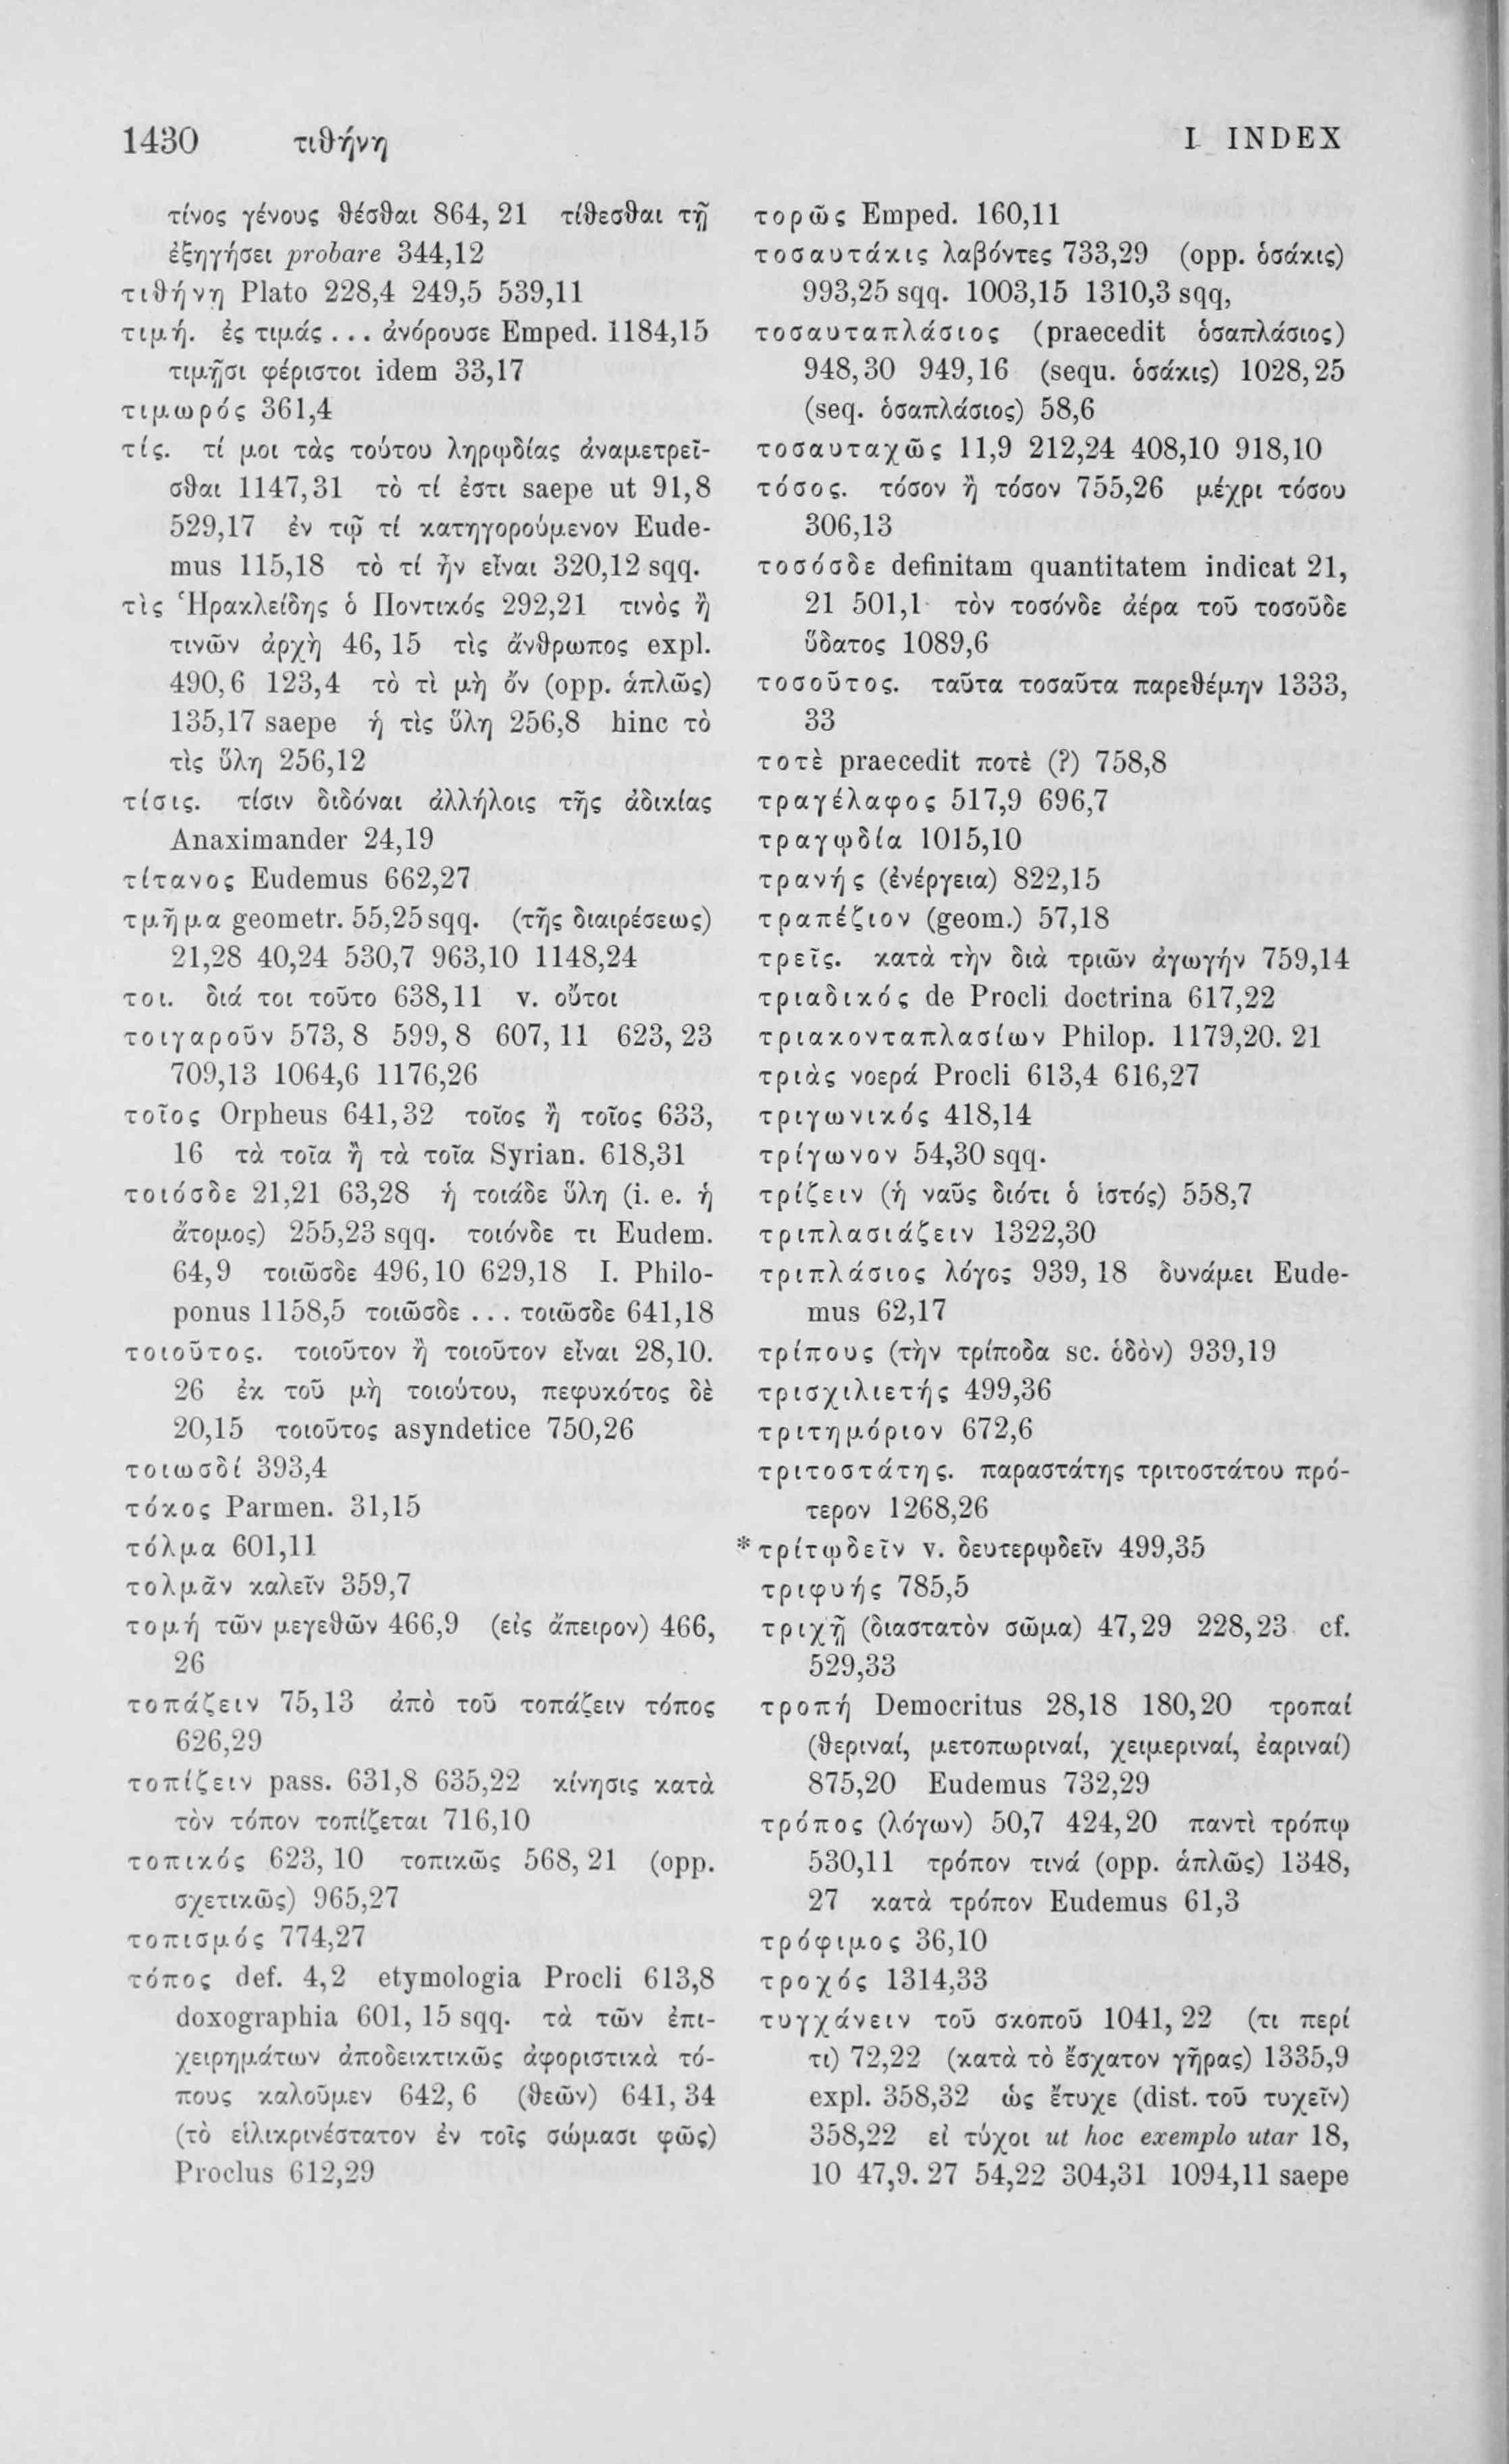 1430 τιθήνη I INDEX
τίνος γένους θέσθαι 864, 21 τίθεσθαι τῇ
ἐξηγήσει probare 344,12
τιθήνη Plato 228,4 249,5 539,11
τιμή. ἐς τιμάς ... ἀνόρουσε Emped. 1184,15
τιμῇσι φέριστοι idem 33,17
τιμωρός 361,4
τίς. τί μοι τὰς τούτου ληρῳδίας ἀναμετρεῖ-
σθαι 1147,31 τὸ τί ἐστι saepe ut 91,8
529,17 ἐν τῷ τί κατηγορούμενον Eude-
mus 115,18 τὸ τί ἦν εἶναι 320,12 sqq.
τὶς Ἡρακλείδης ὁ Ποντικός 292,21 τινὸς ἢ
τινῶν ἀρχὴ 46, 15 τὶς ἄνθρωπος expl.
490,6 123,4 τὸ τὶ μὴ ὄν (opp. ἁπλῶς)
135,17 saepe ἡ τὶς ὕλη 256,8 hinc τὸ
τὶς ὕλη 256,12
τίσις. τίσιν διδόναι ἀλλήλοις τῆς ἀδικίας
Anaximander 24,19
τίτανος Eudemus 662,27
τμῆμα geometr. 55,25 sqq. (τῆς διαιρέσεως)
21,28 40,24 530,7 963,10 1148,24
τοι. διά τοι τοῦτο 638,11 v. οὔτοι
τοιγαροῦν 573, 8 599, 8 607, 11 623, 23
709,13 1064,6 1176,26
τοῖος Orpheus 641,32 τοῖος ἢ τοῖος 633,
16 τὰ τοῖα ἢ τὰ τοῖα Syrian. 618,31
τοιόσδε 21,21 63,28 ἡ τοιάδε ὕλη (i. e. ἡ
ἄτομος) 255,23 sqq. τοιόνδε τι Eudem.
64,9 τοιῶσδε 496,10 629,18 I. Philo-
ponus 1158,5 τοιῶσδε ... τοιῶσδε 641,18
τοιοῦτος. τοιοῦτον ἢ τοιοῦτον εἶναι 28,10.
26 ἐκ τοῦ μὴ τοιούτου, πεφυκότος δὲ
20,15 τοιοῦτος asyndetice 750,26
τοιωσδί 393,4
τόκος Parmen. 31,15
τόλμα 601,11
τολμᾶν καλεῖν 359,7
τομή τῶν μεγεθῶν 466,9 (εἰς ἄπειρον) 466,
26
τοπάζειν 75,13 ἀπὸ τοῦ τοπάζειν τόπος
626,29
τοπίζειν pass. 631,8 635,22 κίνησις κατὰ
τὸν τόπον τοπίζεται 716,10
τοπικός 623, 10 τοπικῶς 568, 21 (opp.
σχετικῶς) 965,27
τοπισμός 774,27
τόπος def. 4,2 etymologia Procli 613,8
doxographia 601, 15 sqq. τὰ τῶν ἐπι-
χειρημάτων ἀποδεικτικῶς ἀφοριστικὰ τό-
πους καλοῦμεν 642, 6 (θεῶν) 641, 34
(τὸ εἱλικρινέστατον ἐν τοῖς σώμασι φῶς)
Proclus 612,29
τορῶς Emped. 160,11
τοσαυτάκις λαβόντες 733,29 (opp. ὁσάκις)
993,25 sqq. 1003,15 1310,3 sqq,
τοσαυταπλάσιος (praecedit ὁσαπλάσιος)
948,30 949,16 (sequ. ὁσάκις) 1028,25
(seq. ὁσαπλάσιος) 58,6
τοσαυταχῶς 11,9 212,24 408,10 918,10
τόσος. τόσον ἢ τόσον 755,26 μέχρι τόσου
306,13
τοσόσδε definitam quantitatem indicat 21,
21 501,1 τὸν τοσόνδε ἀέρα τοῦ τοσοῦδε
ὕδατος 1089,6
τοσοῦτος. ταῦτα τοσαῦτα παρεθέμην 1333,
33
τοτὲ praecedit ποτὲ (?) 758,8
τραγέλαφος 517,9 696,7
τραγῳδία 1015,10
τρανής (ἐνέργεια) 822,15
τραπέζιον (geom.) 57,18
τρεῖς. κατὰ τὴν διὰ τριῶν ἀγωγήν 759,14
τριαδικός de Procli doctrina 617,22
τριακονταπλασίων Philop. 1179,20. 21
τριὰς νοερά Procli 613,4 616,27
τριγωνικός 418,14
τρίγωνον 54,30 sqq.
τρίζειν (ἡ ναῦς διότι ὁ ἱστός) 558,7
τριπλασιάζειν 1322,30
τριπλάσιος λόγος 939, 18 δυνάμει Eude-
mus 62,17
τρίπους (τὴν τρίποδα sc. ὁδὸν) 939,19
τρισχιλιετής 499,36
τριτημόριον 672,6
τριτοστάτης. παραστάτης τριτοστάτου πρό-
τερον 1268,26
*τρίτῳδεῖν v. δευτερῳδεῖν 499,35
τριφυής 785,5
τριχῇ (διαστατὸν σῶμα) 47,29 228,23 cf.
529,33
τροπή Democritus 28,18 180,20 τροπαί
(θεριναί, μετοπωριναί, χειμεριναί, ἐαριναί)
875,20 Eudemus 732,29
τρόπος (λόγων) 50,7 424,20 παντὶ τρόπῳ
530,11 τρόπον τινά (opp. ἁπλῶς) 1348,
27 κατὰ τρόπον Eudemus 61,3
τρόφιμος 36,10
τροχός 1314,33
τυγχάνειν τοῦ σκοποῦ 1041, 22 (τι περί
τι) 72,22 (κατὰ τὸ ἔσχατον γῆρας) 1335,9
expl. 358,32 ὡς ἔτυχε (dist. τοῦ τυχεῖν)
358,22 εἰ τύχοι ut hoc exemplo utar 18,
10 47,9. 27 54,22 304,31 1094,11 saepe